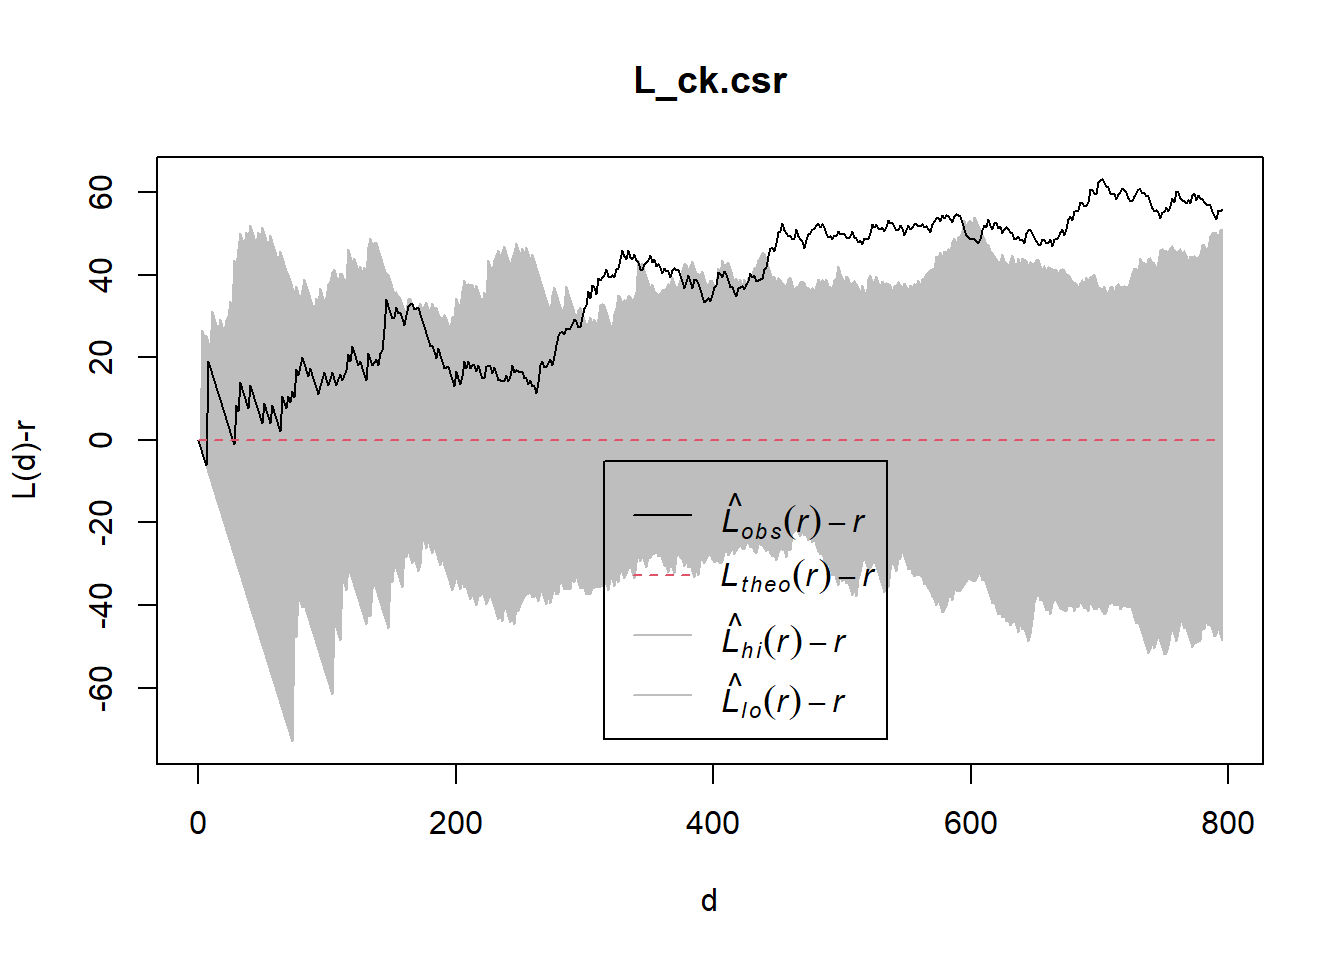 L_ck.csr
L(d)-r
60
40
20
0
-20
-40
-60
L̂obs(r) – r
Ltheo(r) – r
L̂hi(r) – r
L̂lo(r) – r
0 200 400 600 800
d